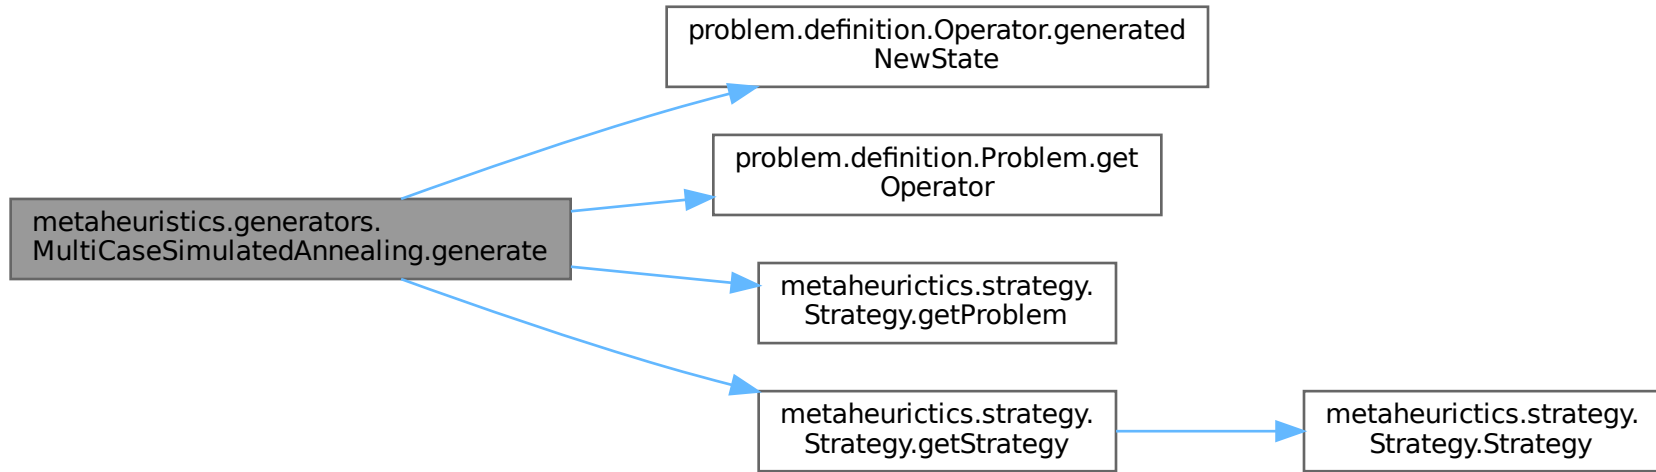 problem.definition.Operator.generated
NewState
problem.definition.Problem.get
Operator
metaheuristics.generators.
MultiCaseSimulatedAnnealing.generate
metaheurictics.strategy.
Strategy.getProblem
metaheurictics.strategy.
Strategy.getStrategy
metaheurictics.strategy.
Strategy.Strategy